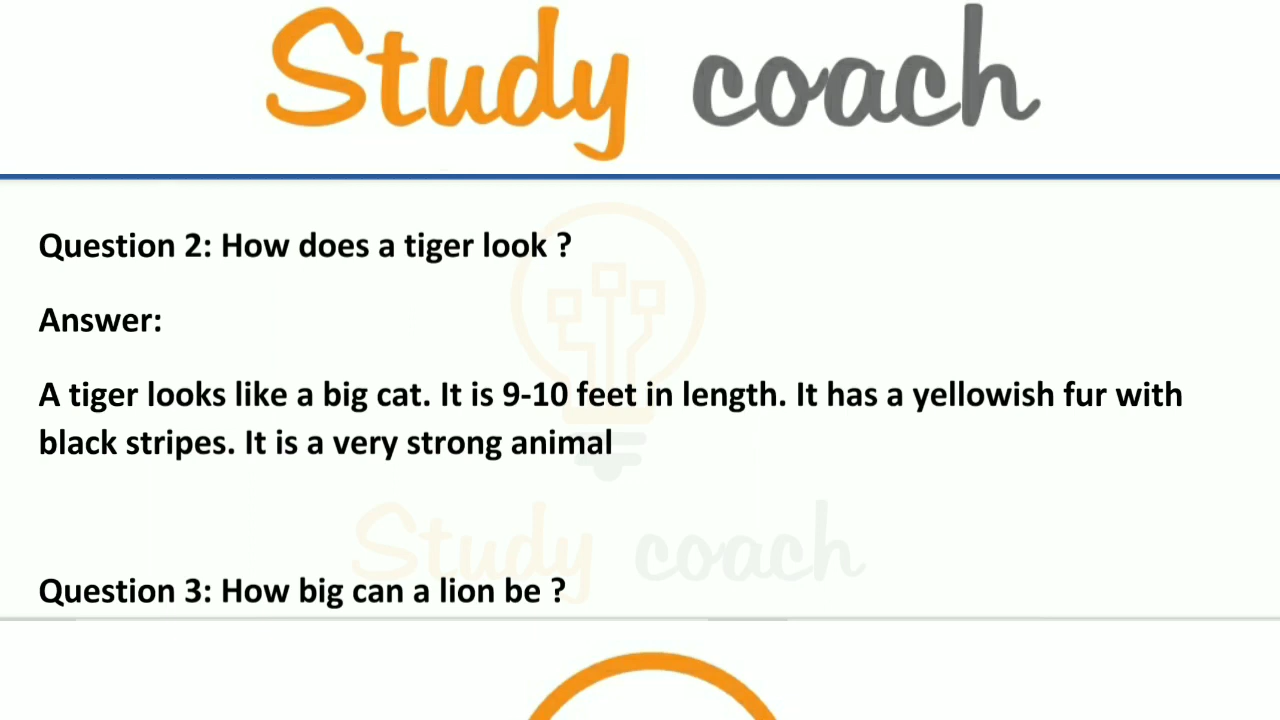 Study coach
Question 2: How does a tiger look ?
Answer:
A tiger looks like a big cat. It is 9-10 feet in length. It has a yellowish fur with
black stripes. It is a very strong animal
Study coach
Question 3: How big can a lion be ?